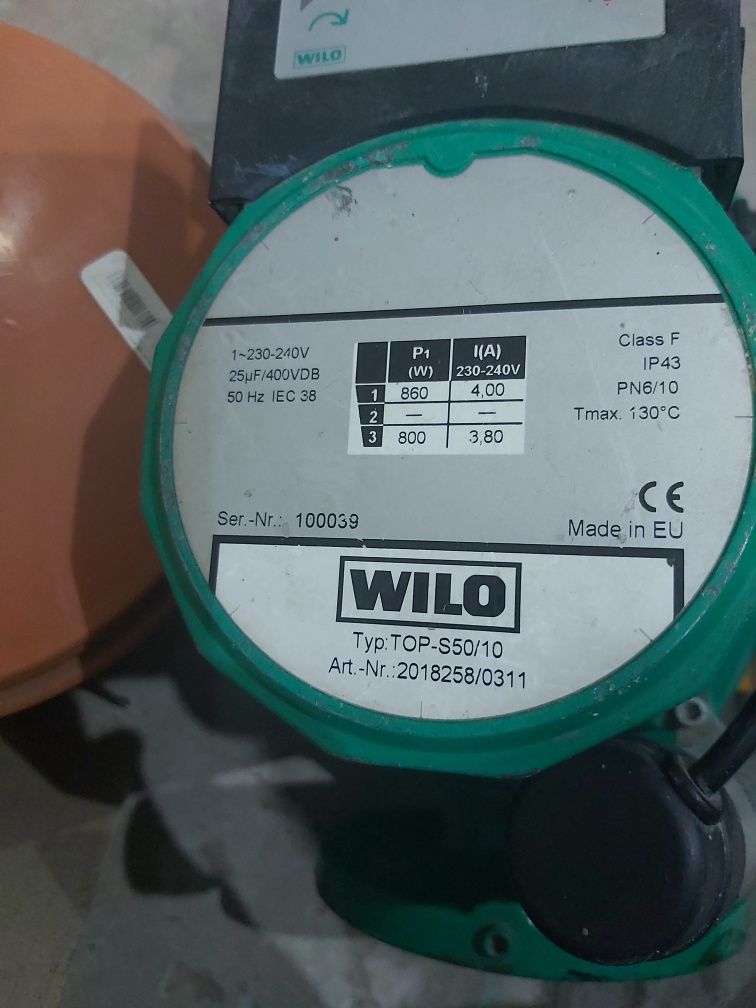 WILO
1~230-240V
25µF/400VDB
50 Hz IEC 38
P1 (W) I(A) 230-240V
1 860 4,00
2 — —
3 800 3,80
Class F
IP43
PN6/10
Tmax. 130°C
CE
Ser.-Nr.: 100039
Made in EU
WILO
Typ:TOP-S50/10
Art.-Nr.:2018258/0311